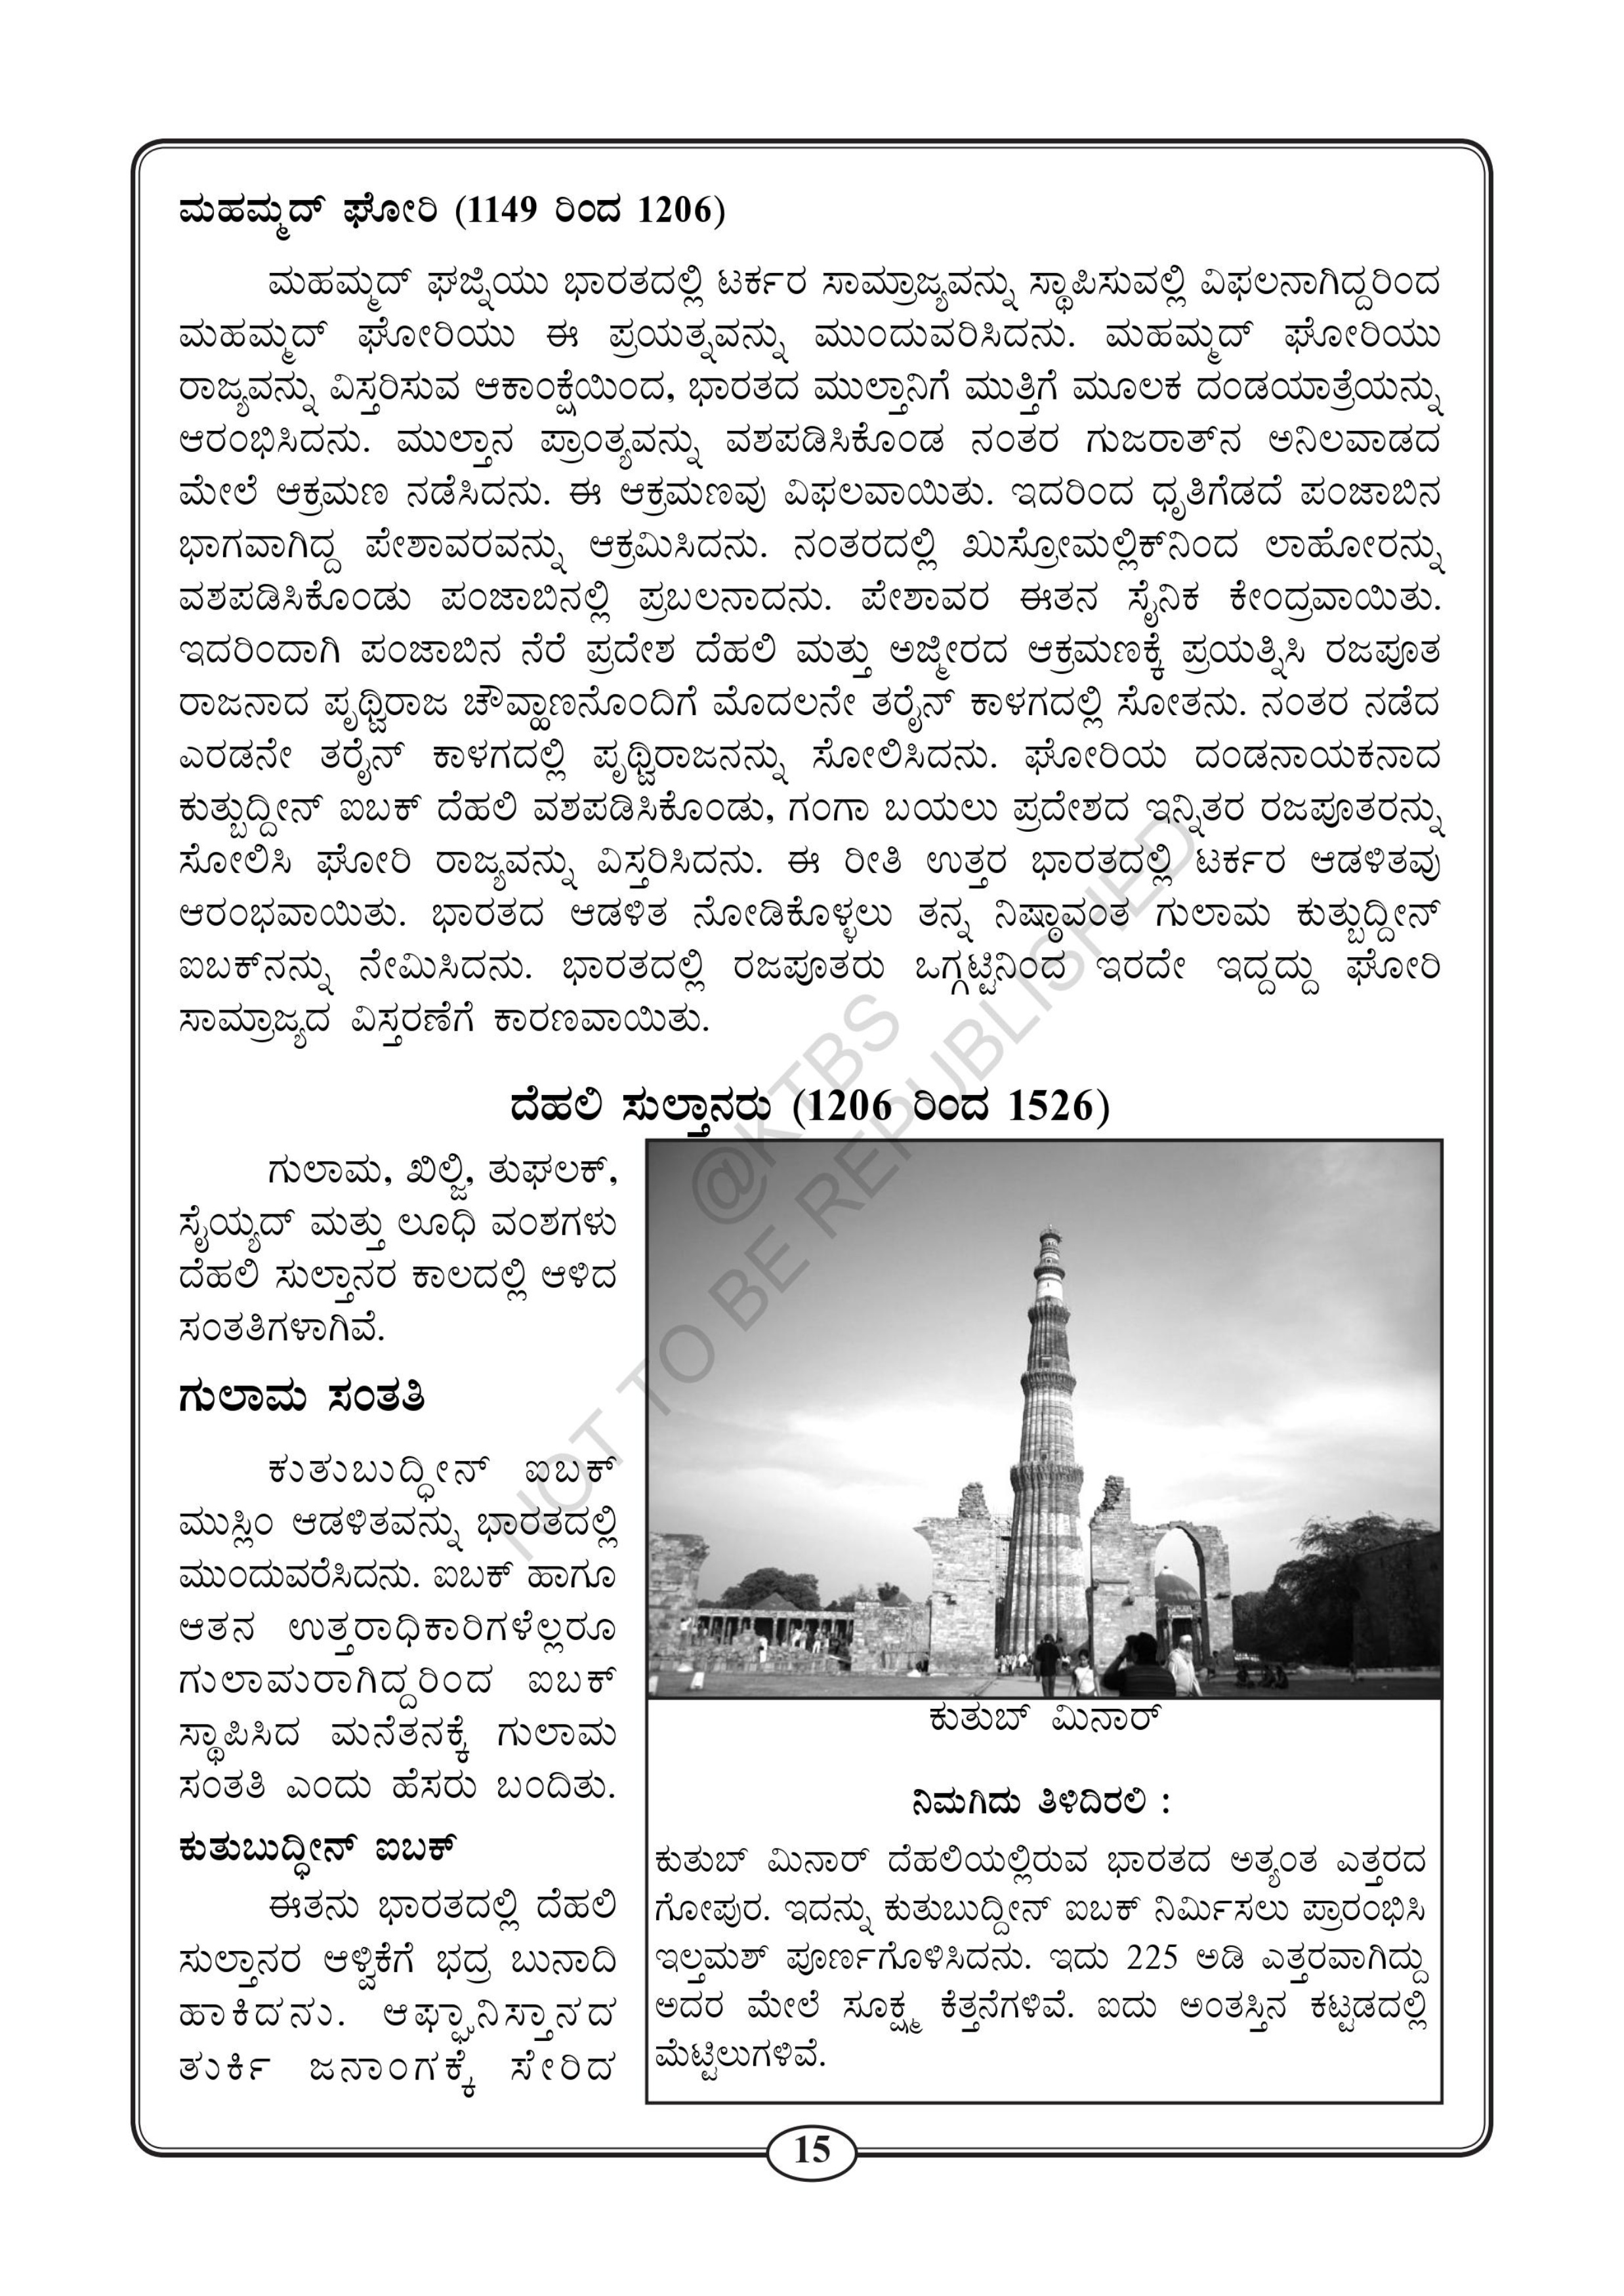 ಮಹಮ್ಮದ್ ಘೋರಿ (1149 ರಿಂದ 1206)
ಮಹಮ್ಮದ್ ಘಜ್ನಿಯು ಭಾರತದಲ್ಲಿ ಟರ್ಕರ ಸಾಮ್ರಾಜ್ಯವನ್ನು ಸ್ಥಾಪಿಸುವಲ್ಲಿ ವಿಫಲನಾಗಿದ್ದರಿಂದ
ಮಹಮ್ಮದ್ ಘೋರಿಯು ಈ ಪ್ರಯತ್ನವನ್ನು ಮುಂದುವರಿಸಿದನು. ಮಹಮ್ಮದ್ ಘೋರಿಯು
ರಾಜ್ಯವನ್ನು ವಿಸ್ತರಿಸುವ ಆಕಾಂಕ್ಷೆಯಿಂದ, ಭಾರತದ ಮುಲ್ತಾನಿಗೆ ಮುತ್ತಿಗೆ ಮೂಲಕ ದಂಡಯಾತ್ರೆಯನ್ನು
ಆರಂಭಿಸಿದನು. ಮುಲ್ತಾನ ಪ್ರಾಂತ್ಯವನ್ನು ವಶಪಡಿಸಿಕೊಂಡ ನಂತರ ಗುಜರಾತ್‌ನ ಅನಿಲವಾಡದ
ಮೇಲೆ ಆಕ್ರಮಣ ನಡೆಸಿದನು. ಈ ಆಕ್ರಮಣವು ವಿಫಲವಾಯಿತು. ಇದರಿಂದ ಧೃತಿಗೆಡದೆ ಪಂಜಾಬಿನ
ಭಾಗವಾಗಿದ್ದ ಪೇಶಾವರವನ್ನು ಆಕ್ರಮಿಸಿದನು. ನಂತರದಲ್ಲಿ ಖುಸ್ರೋಮಲ್ಲಿಕ್‌ನಿಂದ ಲಾಹೋರನ್ನು
ವಶಪಡಿಸಿಕೊಂಡು ಪಂಜಾಬಿನಲ್ಲಿ ಪ್ರಬಲನಾದನು. ಪೇಶಾವರ ಈತನ ಸೈನಿಕ ಕೇಂದ್ರವಾಯಿತು.
ಇದರಿಂದಾಗಿ ಪಂಜಾಬಿನ ನೆರೆ ಪ್ರದೇಶ ದೆಹಲಿ ಮತ್ತು ಅಜ್ಮೀರದ ಆಕ್ರಮಣಕ್ಕೆ ಪ್ರಯತ್ನಿಸಿ ರಜಪೂತ
ರಾಜನಾದ ಪೃಥ್ವಿರಾಜ ಚೌವ್ಹಾಣನೊಂದಿಗೆ ಮೊದಲನೇ ತರೈನ್ ಕಾಳಗದಲ್ಲಿ ಸೋತನು. ನಂತರ ನಡೆದ
ಎರಡನೇ ತರೈನ್ ಕಾಳಗದಲ್ಲಿ ಪೃಥ್ವಿರಾಜನನ್ನು ಸೋಲಿಸಿದನು. ಘೋರಿಯ ದಂಡನಾಯಕನಾದ
ಕುತ್ಬುದ್ದೀನ್ ಐಬಕ್ ದೆಹಲಿ ವಶಪಡಿಸಿಕೊಂಡು, ಗಂಗಾ ಬಯಲು ಪ್ರದೇಶದ ಇನ್ನಿತರ ರಜಪೂತರನ್ನು
ಸೋಲಿಸಿ ಘೋರಿ ರಾಜ್ಯವನ್ನು ವಿಸ್ತರಿಸಿದನು. ಈ ರೀತಿ ಉತ್ತರ ಭಾರತದಲ್ಲಿ ಟರ್ಕರ ಆಡಳಿತವು
ಆರಂಭವಾಯಿತು. ಭಾರತದ ಆಡಳಿತ ನೋಡಿಕೊಳ್ಳಲು ತನ್ನ ನಿಷ್ಠಾವಂತ ಗುಲಾಮ ಕುತ್ಬುದ್ದೀನ್
ಐಬಕ್‌ನನ್ನು ನೇಮಿಸಿದನು. ಭಾರತದಲ್ಲಿ ರಜಪೂತರು ಒಗ್ಗಟ್ಟಿನಿಂದ ಇರದೇ ಇದ್ದದ್ದು ಘೋರಿ
ಸಾಮ್ರಾಜ್ಯದ ವಿಸ್ತರಣೆಗೆ ಕಾರಣವಾಯಿತು.
ದೆಹಲಿ ಸುಲ್ತಾನರು (1206 ರಿಂದ 1526)
ಗುಲಾಮ, ಖಿಲ್ಜಿ, ತುಘಲಕ್,
ಸೈಯ್ಯದ್ ಮತ್ತು ಲೂಧಿ ವಂಶಗಳು
ದೆಹಲಿ ಸುಲ್ತಾನರ ಕಾಲದಲ್ಲಿ ಆಳಿದ
ಸಂತತಿಗಳಾಗಿವೆ.
ಗುಲಾಮ ಸಂತತಿ
ಕುತುಬುದ್ಧೀನ್ ಐಬಕ್
ಮುಸ್ಲಿಂ ಆಡಳಿತವನ್ನು ಭಾರತದಲ್ಲಿ
ಮುಂದುವರೆಸಿದನು. ಐಬಕ್ ಹಾಗೂ
ಆತನ ಉತ್ತರಾಧಿಕಾರಿಗಳೆಲ್ಲರೂ
ಗುಲಾಮರಾಗಿದ್ದರಿಂದ ಐಬಕ್
ಸ್ಥಾಪಿಸಿದ ಮನೆತನಕ್ಕೆ ಗುಲಾಮ
ಸಂತತಿ ಎಂದು ಹೆಸರು ಬಂದಿತು.
ಕುತುಬುದ್ಧೀನ್ ಐಬಕ್
ಈತನು ಭಾರತದಲ್ಲಿ ದೆಹಲಿ
ಸುಲ್ತಾನರ ಆಳ್ವಿಕೆಗೆ ಭದ್ರ ಬುನಾದಿ
ಹಾಕಿದನು. ಆಫ್ಘಾನಿಸ್ತಾನದ
ತುರ್ಕಿ ಜನಾಂಗಕ್ಕೆ ಸೇರಿದ
ಕುತುಬ್ ಮಿನಾರ್
ನಿಮಗಿದು ತಿಳಿದಿರಲಿ :
ಕುತುಬ್ ಮಿನಾರ್ ದೆಹಲಿಯಲ್ಲಿರುವ ಭಾರತದ ಅತ್ಯಂತ ಎತ್ತರದ
ಗೋಪುರ. ಇದನ್ನು ಕುತುಬುದ್ದೀನ್ ಐಬಕ್ ನಿರ್ಮಿಸಲು ಪ್ರಾರಂಭಿಸಿ
ಇಲ್ತಮಶ್ ಪೂರ್ಣಗೊಳಿಸಿದನು. ಇದು 225 ಅಡಿ ಎತ್ತರವಾಗಿದ್ದು
ಅದರ ಮೇಲೆ ಸೂಕ್ಷ್ಮ ಕೆತ್ತನೆಗಳಿವೆ. ಐದು ಅಂತಸ್ತಿನ ಕಟ್ಟಡದಲ್ಲಿ
ಮೆಟ್ಟಿಲುಗಳಿವೆ.
@KTBS
NOT TO BE REPUBLISHED
15